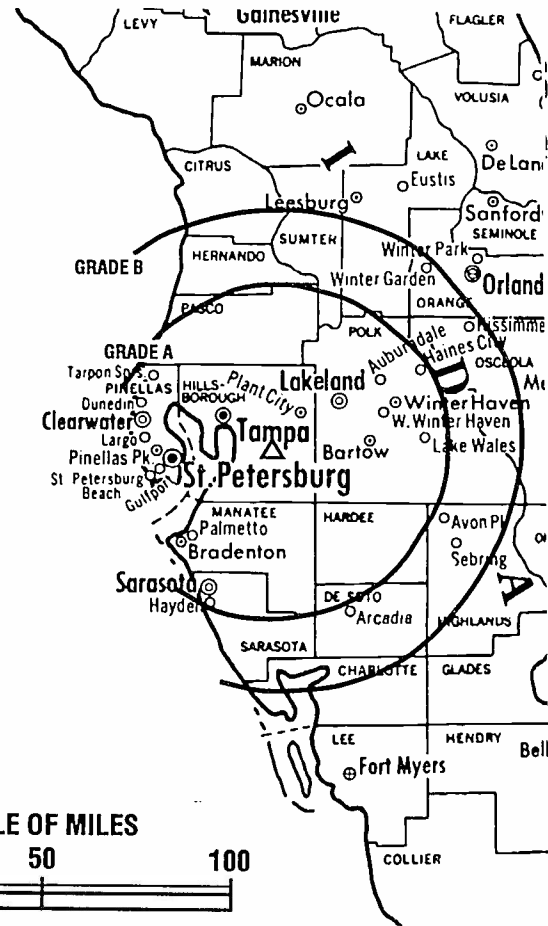 Gainesville
LEVY
FLAGLER
MARION
VOLUSIA
Ocala
I
CITRUS
LAKE
DeLan
Eustis
Leesburg
Sanford
SEMINOLE
SUMTER
Winter Park
HERNANDO
GRADE B
Winter Garden
Orland
ORANGE
PASCO
Kissimme
POLK
GRADE A
Auburndale
Haines City
OSCEOLA
Tarpon Spgs.
PINELLAS
HILLS-
BOROUGH
Plant City
Lakeland
D
Me
Dunedin
Winter Haven
Clearwater
W. Winter Haven
Largo
Tampa
Bartow
Lake Wales
Pinellas Pk.
St. Petersburg
St Petersburg
Beach
Gulfport
MANATEE
HARDEE
Avon Pk
Palmetto
Sebring
Bradenton
A
Sarasota
DE SOTO
Hayden
Arcadia
HIGHLANDS
SARASOTA
CHARLOTTE
GLADES
LEE
HENDRY
Bell
Fort Myers
LE OF MILES
50
100
COLLIER